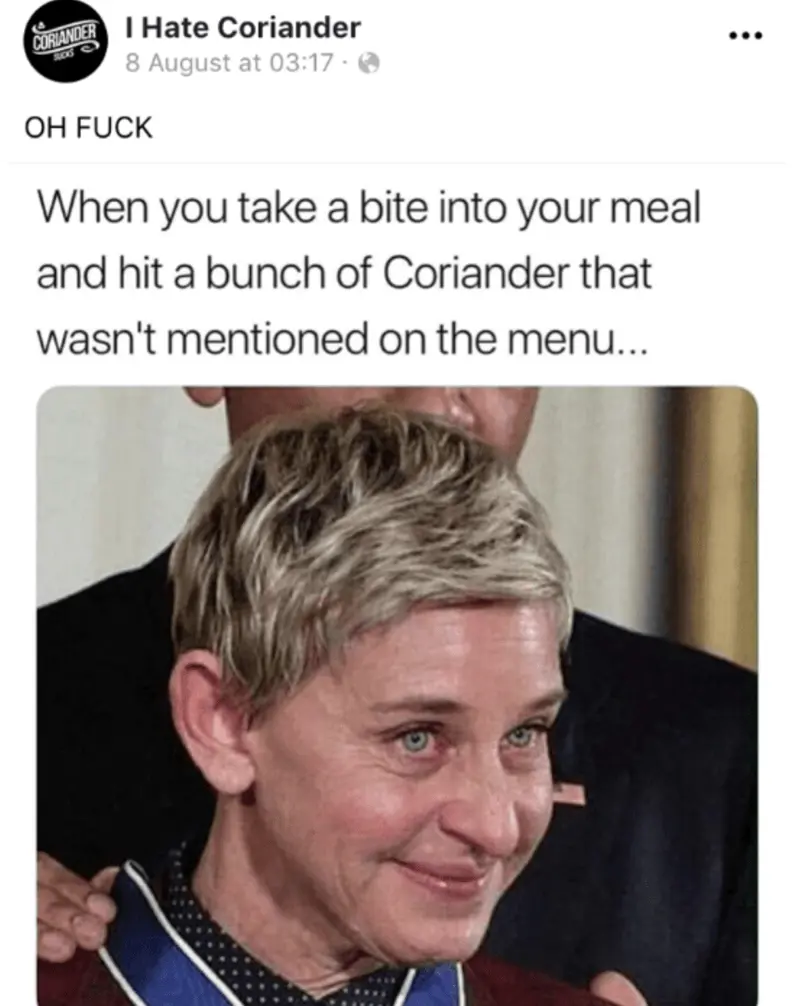 CORIANDER
SUCKS
I Hate Coriander
8 August at 03:17 ·
OH FUCK
When you take a bite into your meal
and hit a bunch of Coriander that
wasn't mentioned on the menu...